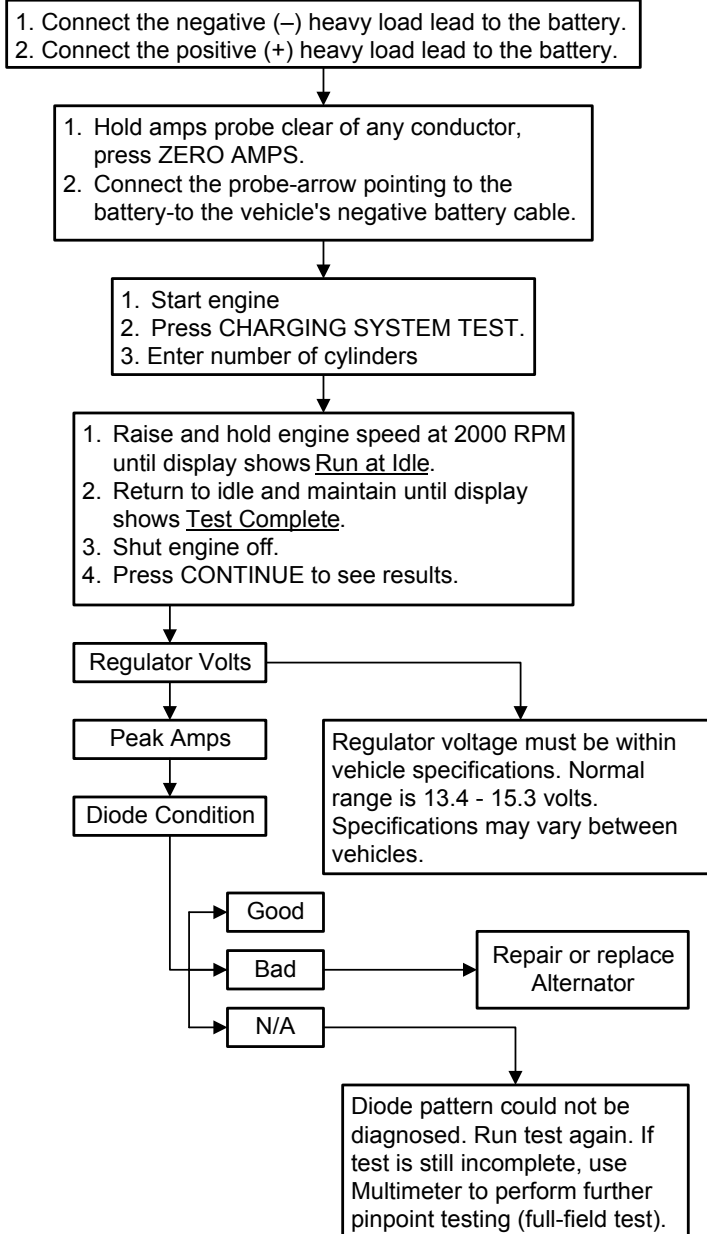 1. Connect the negative (–) heavy load lead to the battery.
2. Connect the positive (+) heavy load lead to the battery.
1. Hold amps probe clear of any conductor,
press ZERO AMPS.
2. Connect the probe-arrow pointing to the
battery-to the vehicle's negative battery cable.
1. Start engine
2. Press CHARGING SYSTEM TEST.
3. Enter number of cylinders
1. Raise and hold engine speed at 2000 RPM
until display shows Run at Idle.
2. Return to idle and maintain until display
shows Test Complete.
3. Shut engine off.
4. Press CONTINUE to see results.
Regulator Volts
Peak Amps
Diode Condition
Regulator voltage must be within
vehicle specifications. Normal
range is 13.4 - 15.3 volts.
Specifications may vary between
vehicles.
Good
Bad
Repair or replace
Alternator
N/A
Diode pattern could not be
diagnosed. Run test again. If
test is still incomplete, use
Multimeter to perform further
pinpoint testing (full-field test).